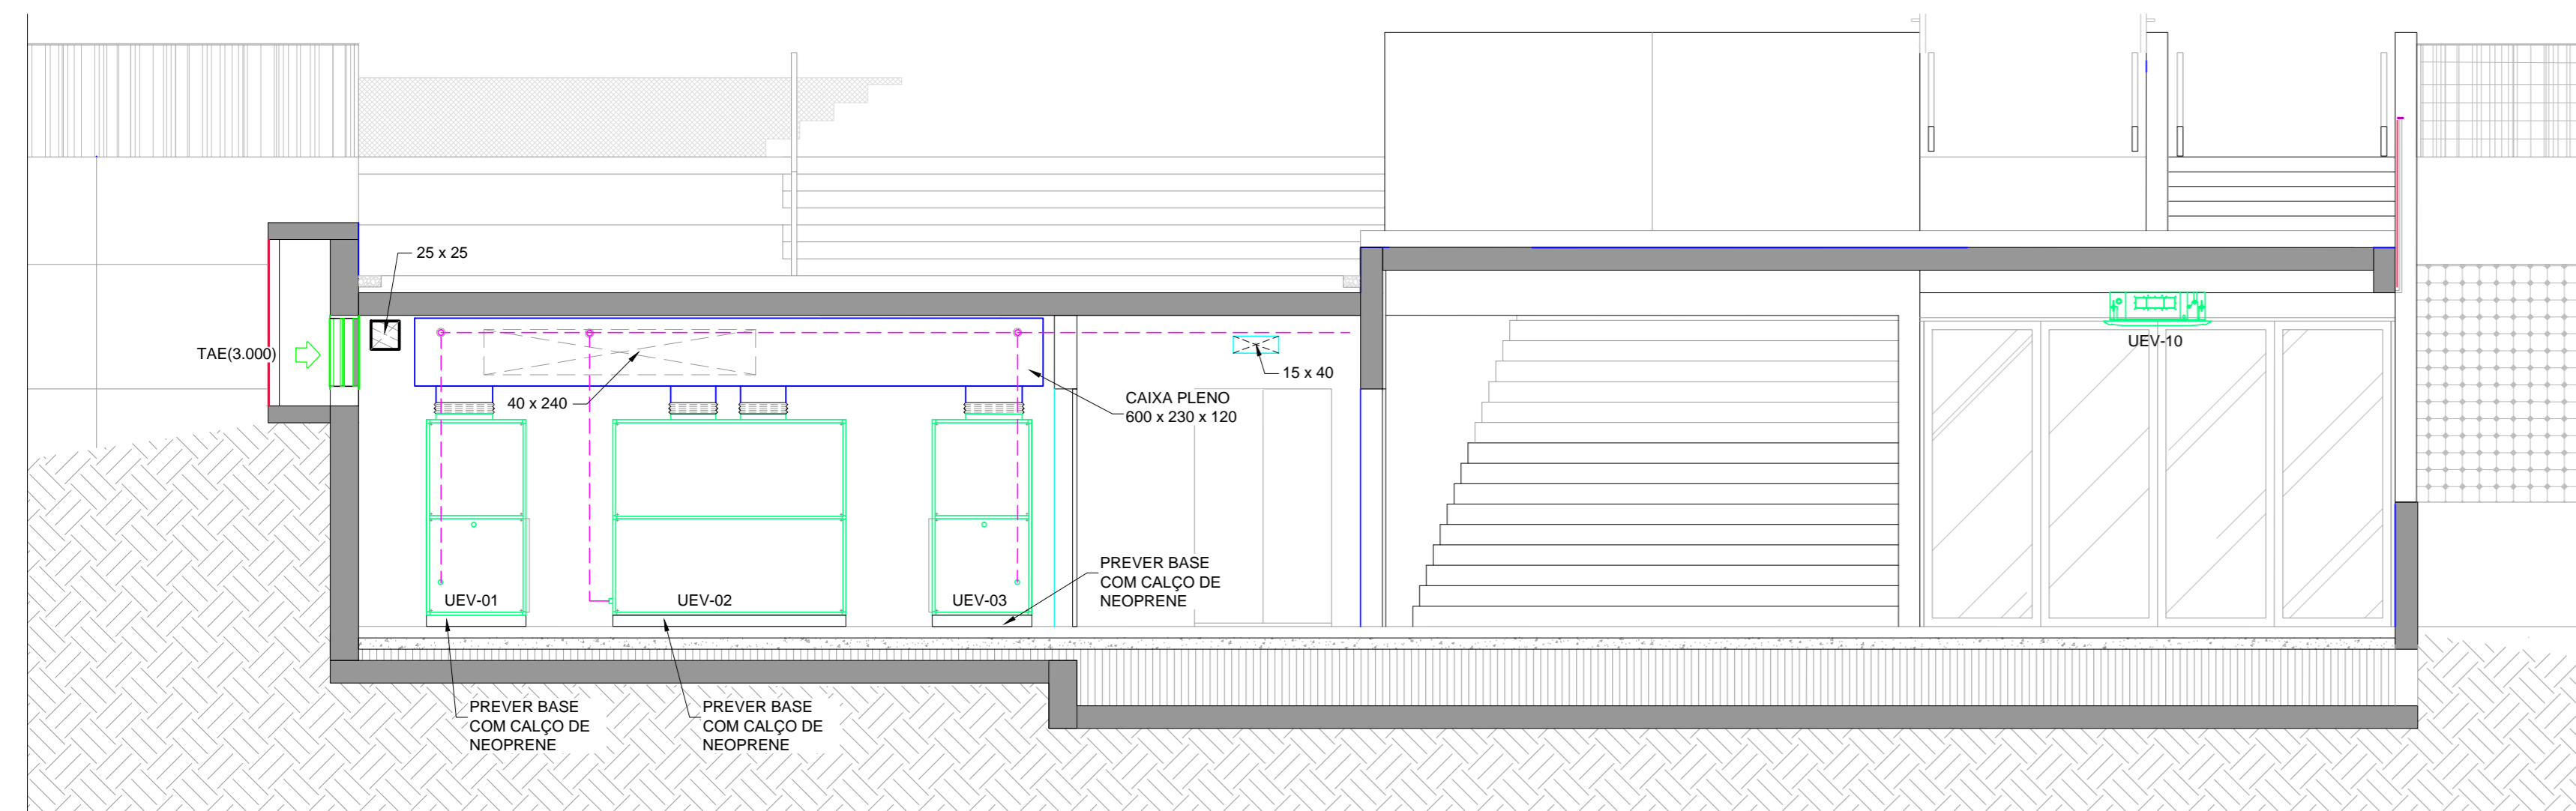 25 x 25
TAE(3.000)
40 x 240
15 x 40
CAIXA PLENO
600 x 230 x 120
UEV-10
PREVER BASE
COM CALÇO DE
NEOPRENE
UEV-01
UEV-02
UEV-03
PREVER BASE
COM CALÇO DE
NEOPRENE
PREVER BASE
COM CALÇO DE
NEOPRENE